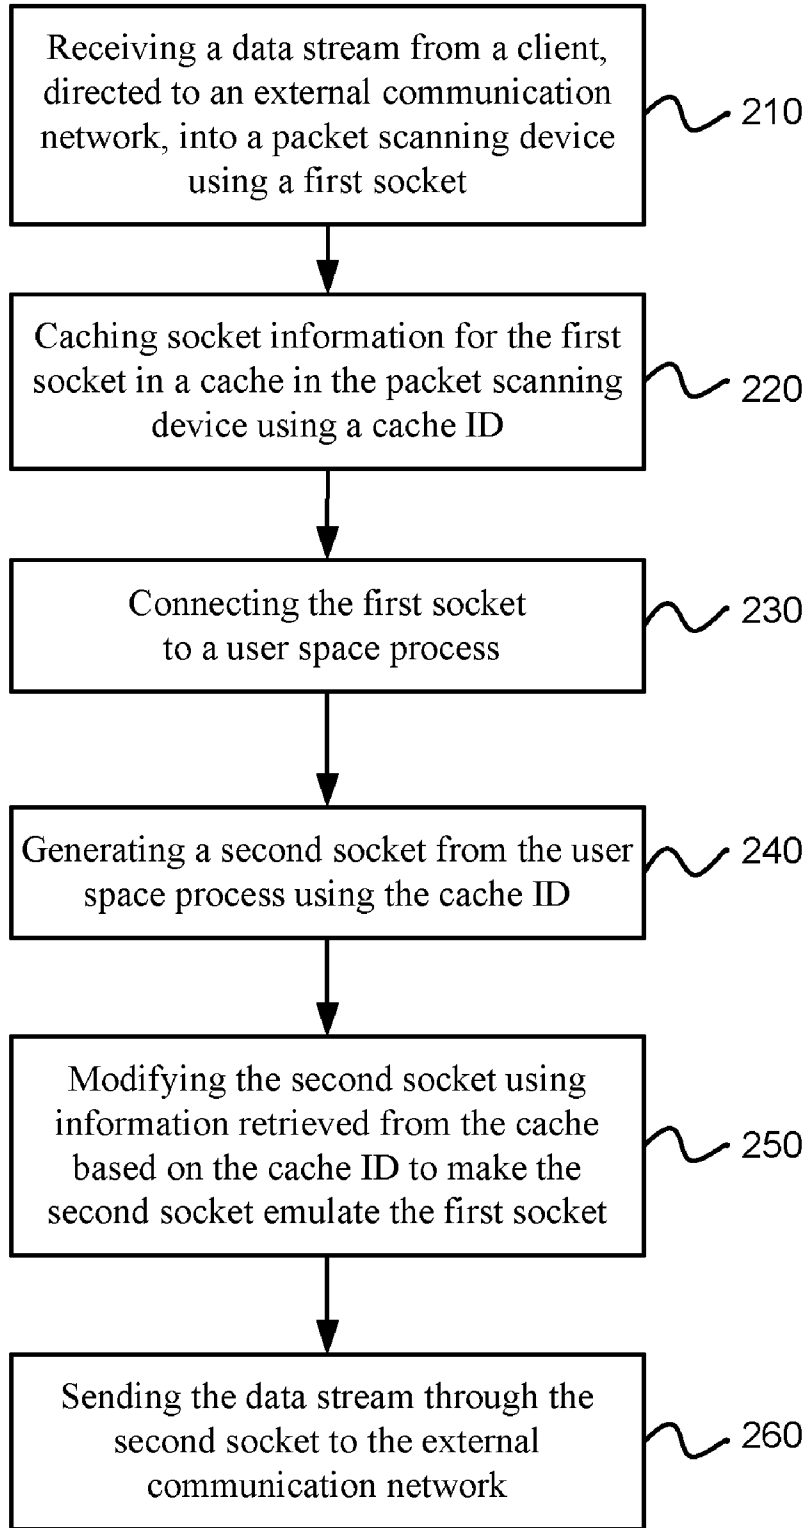 Receiving a data stream from a client,
directed to an external communication
network, into a packet scanning device
using a first socket
210
Caching socket information for the first
socket in a cache in the packet scanning
device using a cache ID
220
Connecting the first socket
to a user space process
230
Generating a second socket from the user
space process using the cache ID
240
Modifying the second socket using
information retrieved from the cache
based on the cache ID to make the
second socket emulate the first socket
250
Sending the data stream through the
second socket to the external
communication network
260